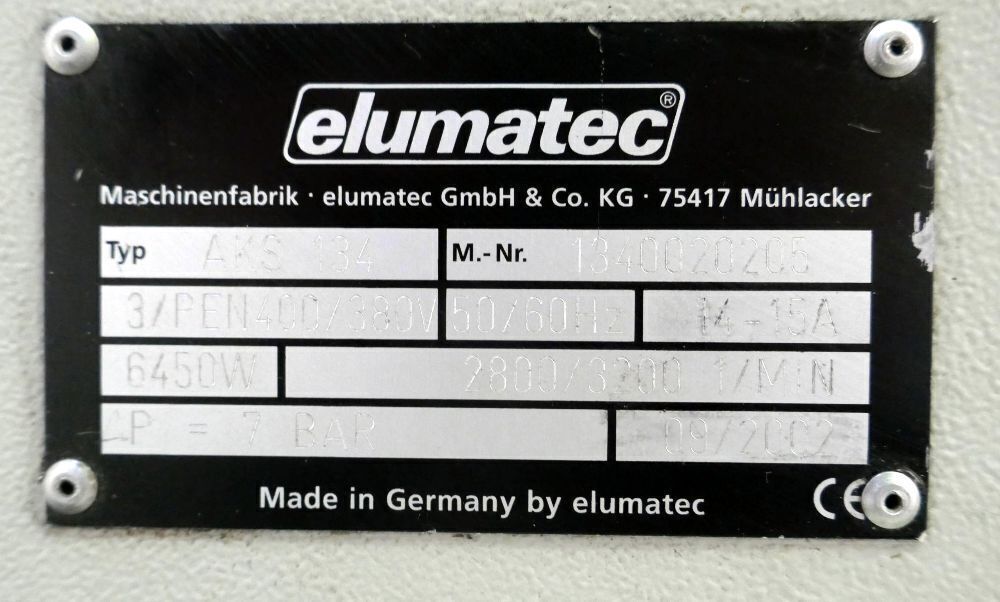 elumatec®
Maschinenfabrik · elumatec GmbH & Co. KG · 75417 Mühlacker
Typ AKS 134 M.-Nr. 1340020205
3/PEN400/380V 50/60Hz 14-15A
6450W 2800/3200 1/MIN
P = 7 BAR 09/2002
Made in Germany by elumatec CE